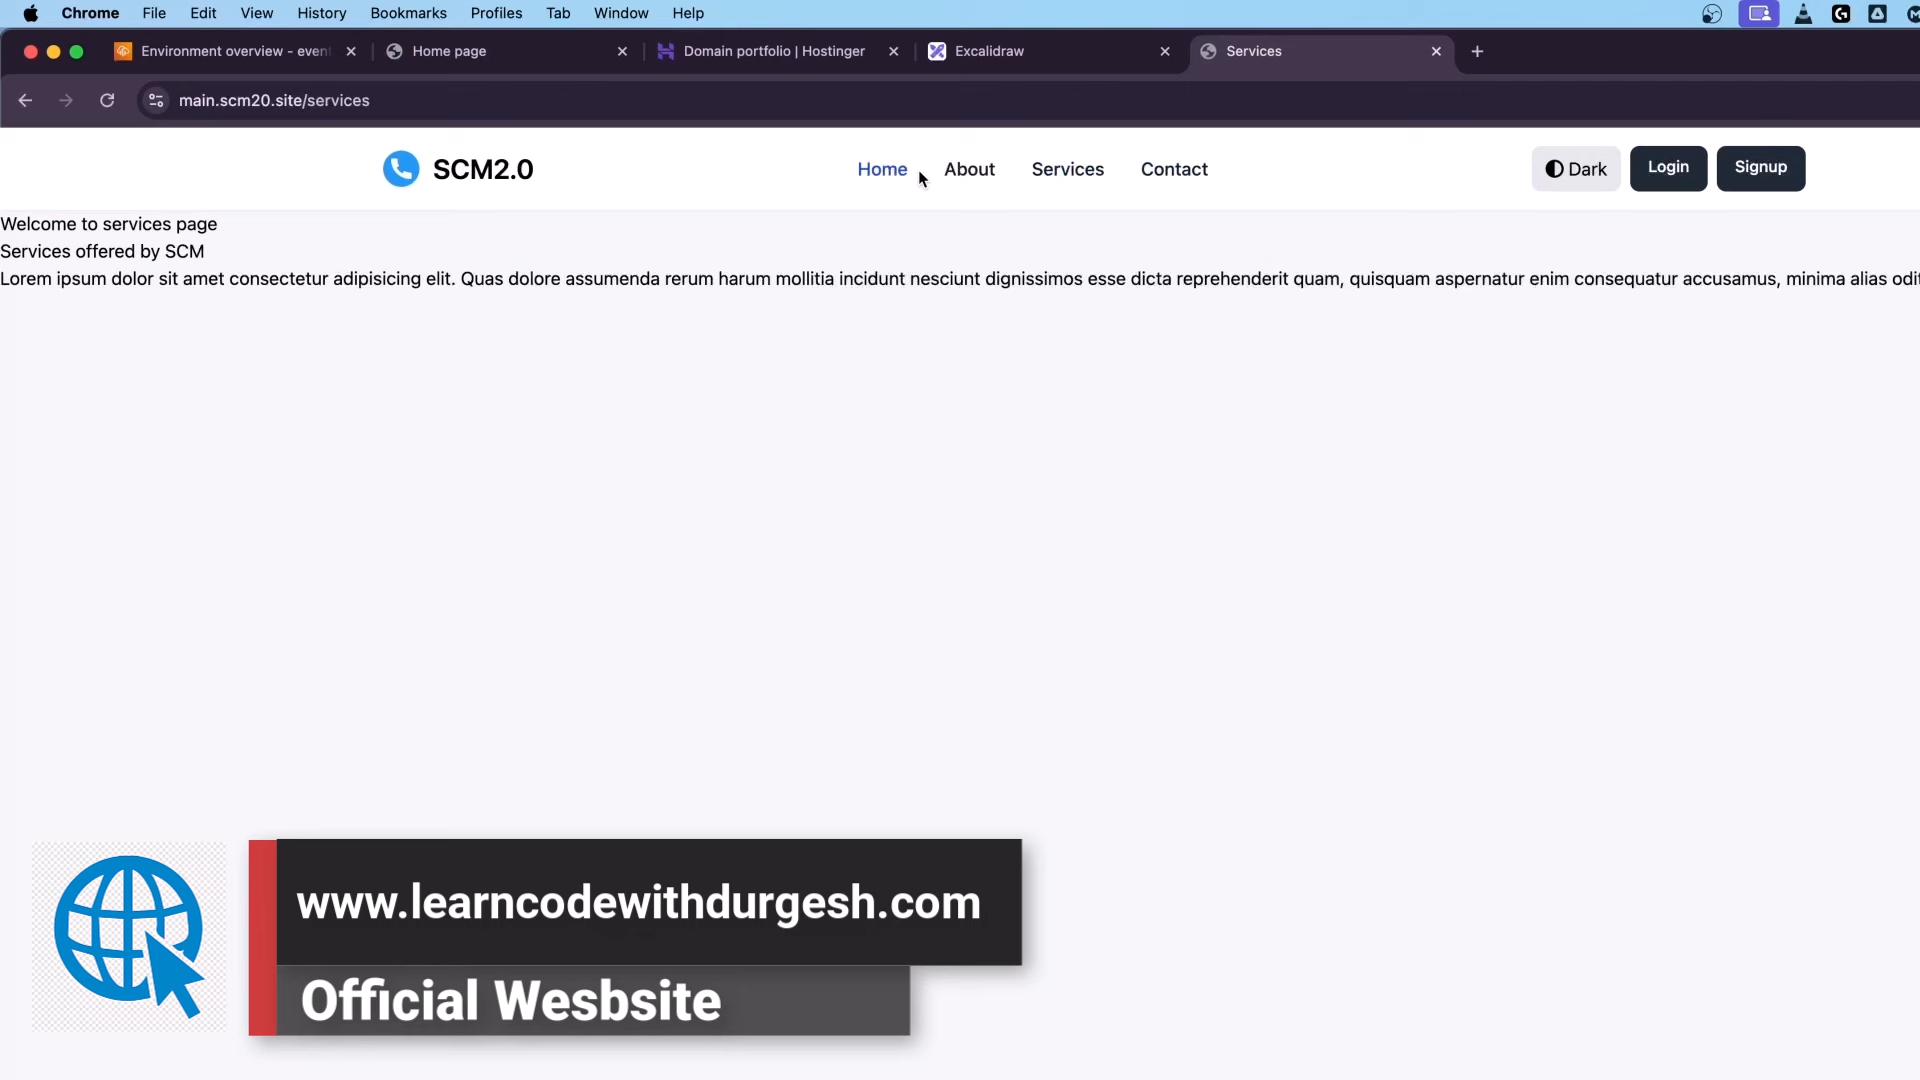 Chrome File Edit View History Bookmarks Profiles Tab Window Help
Environment overview - even
Home page
Domain portfolio | Hostinger
Excalidraw
Services
main.scm20.site/services
SCM2.0
Home About Services Contact
Dark Login Signup
Welcome to services page
Services offered by SCM
Lorem ipsum dolor sit amet consectetur adipisicing elit. Quas dolore assumenda rerum harum mollitia incidunt nesciunt dignissimos esse dicta reprehenderit quam, quisquam aspernatur enim consequatur accusamus, minima alias odit
www.learncodewithdurgesh.com
Official Wesbsite